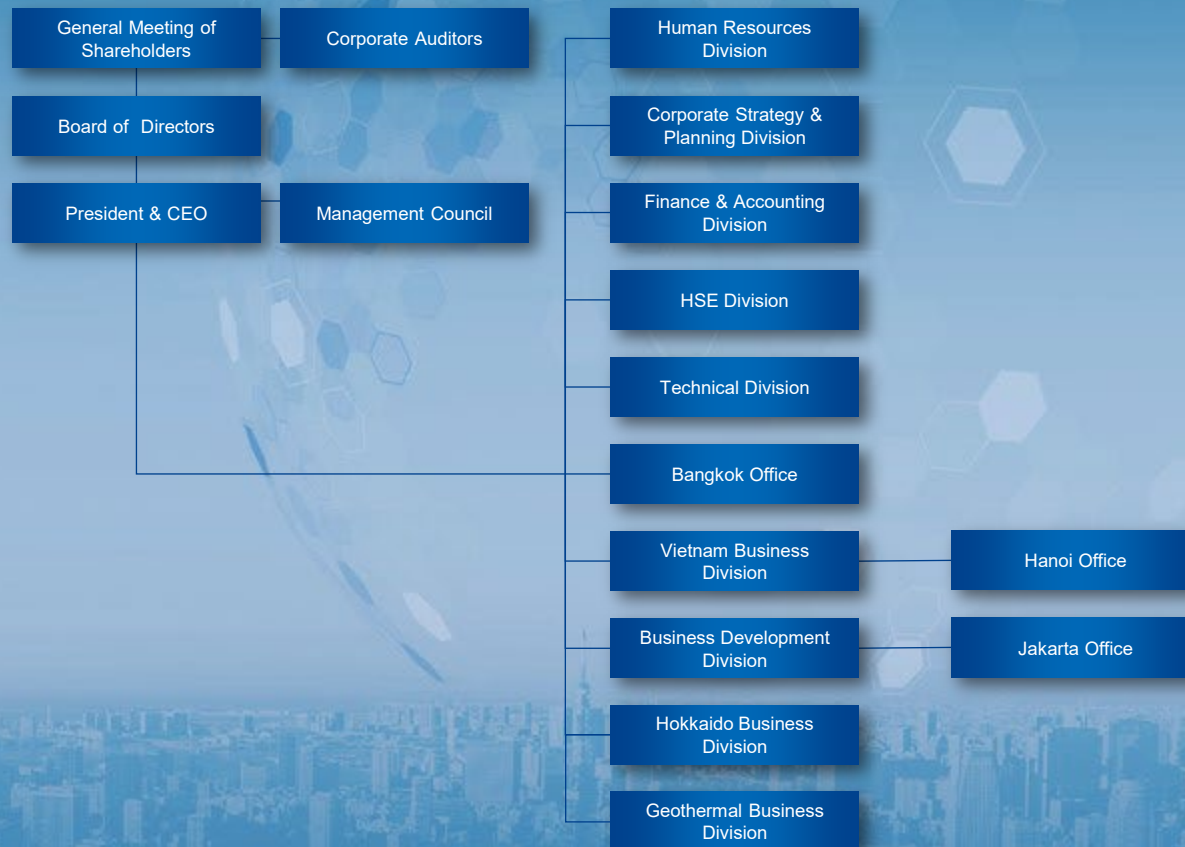 General Meeting of
Shareholders
Corporate Auditors
Board of Directors
President & CEO
Management Council
Human Resources
Division
Corporate Strategy &
Planning Division
Finance & Accounting
Division
HSE Division
Technical Division
Bangkok Office
Vietnam Business
Division
Hanoi Office
Business Development
Division
Jakarta Office
Hokkaido Business
Division
Geothermal Business
Division